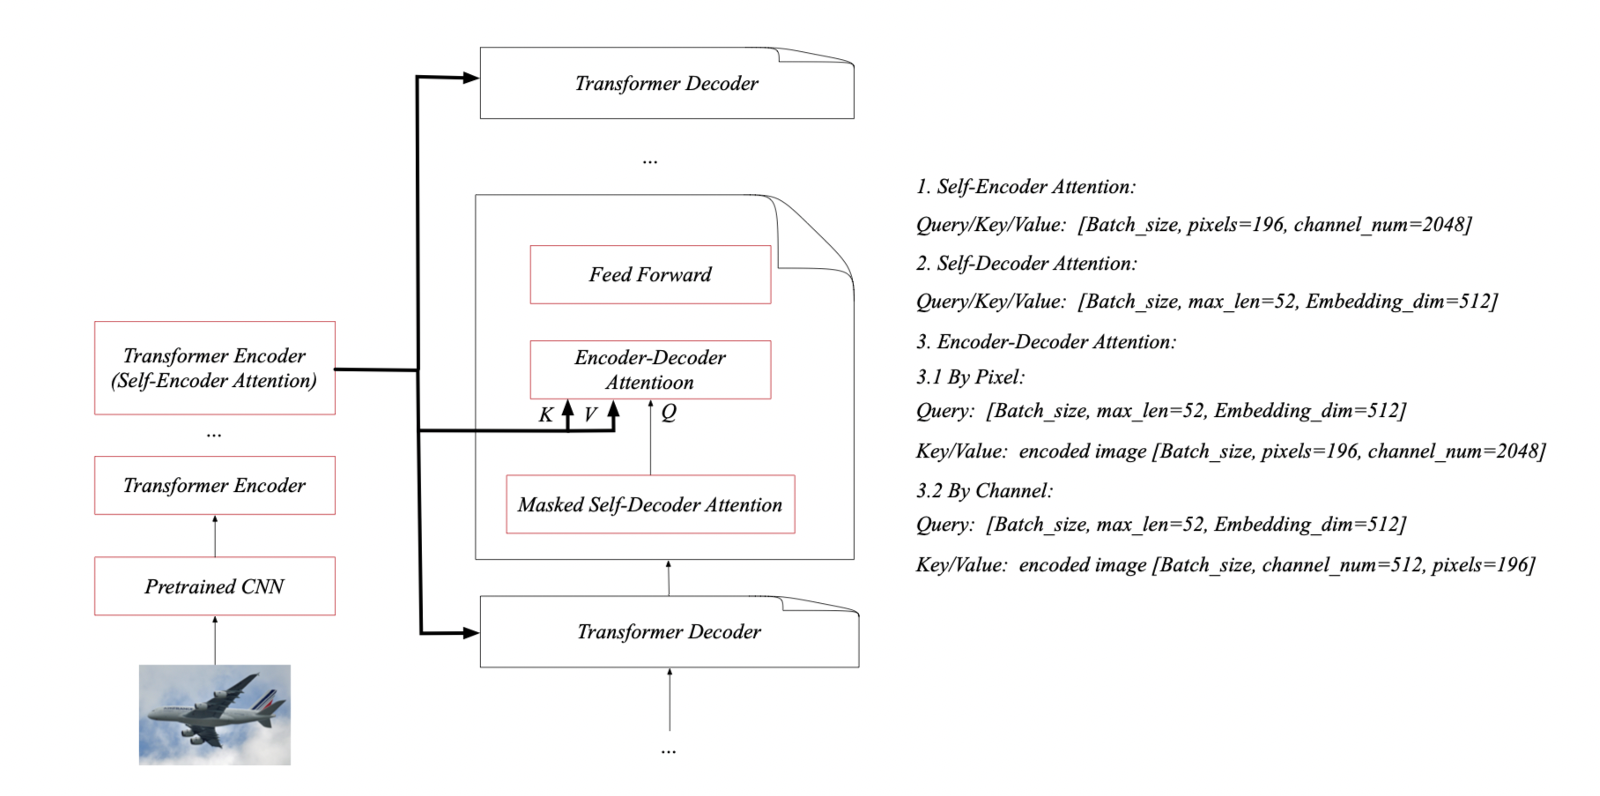 Transformer Decoder
...
Feed Forward
Encoder-Decoder
Attentioon
K
V
Q
Masked Self-Decoder Attention
Transformer Decoder
...
Transformer Encoder
(Self-Encoder Attention)
...
Transformer Encoder
Pretrained CNN
1. Self-Encoder Attention:
Query/Key/Value: [Batch_size, pixels=196, channel_num=2048]
2. Self-Decoder Attention:
Query/Key/Value: [Batch_size, max_len=52, Embedding_dim=512]
3. Encoder-Decoder Attention:
3.1 By Pixel:
Query: [Batch_size, max_len=52, Embedding_dim=512]
Key/Value: encoded image [Batch_size, pixels=196, channel_num=2048]
3.2 By Channel:
Query: [Batch_size, max_len=52, Embedding_dim=512]
Key/Value: encoded image [Batch_size, channel_num=512, pixels=196]